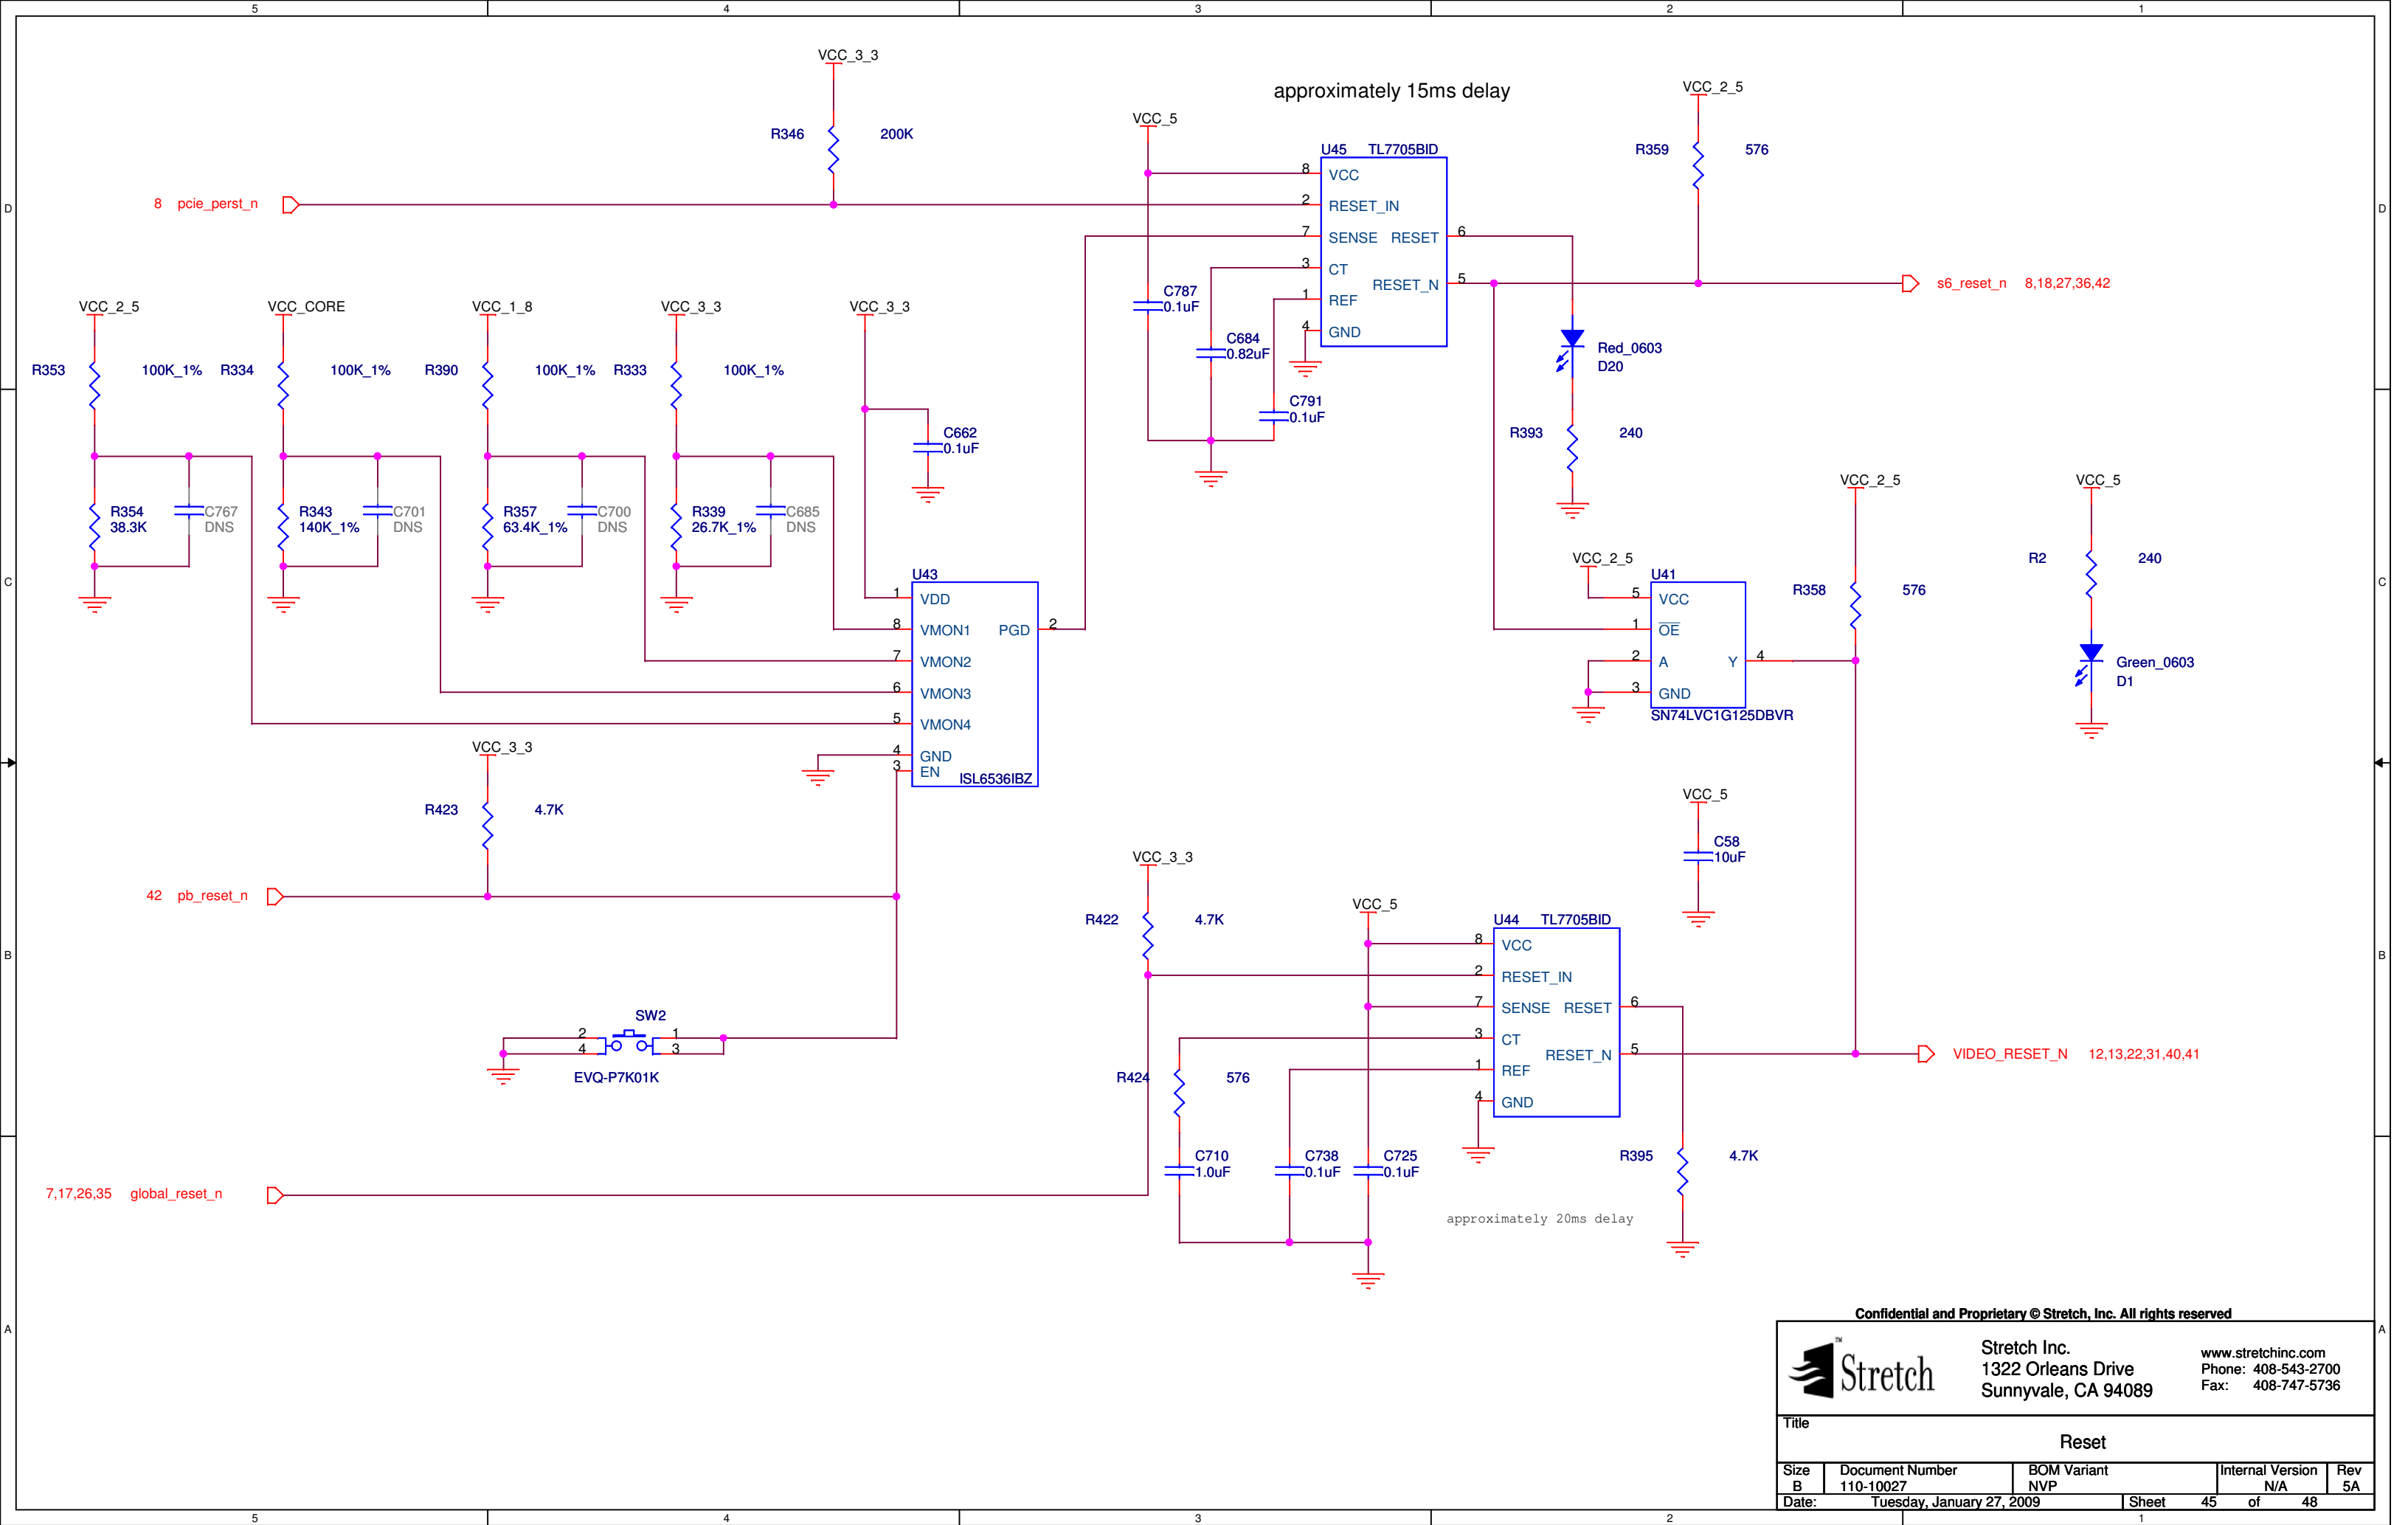 5 4 3 2 1
VCC_3_3
R346 200K
approximately 15ms delay
VCC_5
VCC_2_5
R359 576
U45 TL7705BID
8 VCC
2 RESET_IN
7 SENSE RESET 6
3 CT
RESET_N 5
1 REF
4 GND
D D
8 pcie_perst_n
s6_reset_n 8,18,27,36,42
C787
0.1uF
C684
0.82uF
C791
0.1uF
Red_0603
D20
R393 240
VCC_2_5 VCC_CORE VCC_1_8 VCC_3_3 VCC_3_3
R353 100K_1% R334 100K_1% R390 100K_1% R333 100K_1%
C662
0.1uF
R354
38.3K
C767
DNS
R343
140K_1%
C701
DNS
R357
63.4K_1%
C700
DNS
R339
26.7K_1%
C685
DNS
C C
U43
1 VDD
8 VMON1 PGD 2
7 VMON2
6 VMON3
5 VMON4
4 GND
3 EN
ISL6536IBZ
VCC_2_5
VCC_5
VCC_2_5
U41
5 VCC
1 OE
2 A Y 4
3 GND
SN74LVC1G125DBVR
R358 576
R2 240
Green_0603
D1
VCC_3_3
R423 4.7K
42 pb_reset_n
VCC_5
C58
10uF
VCC_3_3
R422 4.7K
VCC_5
U44 TL7705BID
8 VCC
2 RESET_IN
7 SENSE RESET 6
3 CT
RESET_N 5
1 REF
4 GND
B B
SW2
2 1
4 3
EVQ-P7K01K
VIDEO_RESET_N 12,13,22,31,40,41
R424 576
C710
1.0uF
C738
0.1uF
C725
0.1uF
R395 4.7K
7,17,26,35 global_reset_n
approximately 20ms delay
A A
Confidential and Proprietary © Stretch, Inc. All rights reserved
Stretch ™
Stretch Inc.
1322 Orleans Drive
Sunnyvale, CA 94089
www.stretchinc.com
Phone: 408-543-2700
Fax: 408-747-5736
Title
Reset
Size Document Number BOM Variant Internal Version Rev
B 110-10027 NVP N/A 5A
Date: Tuesday, January 27, 2009 Sheet 45 of 48
5 4 3 2 1